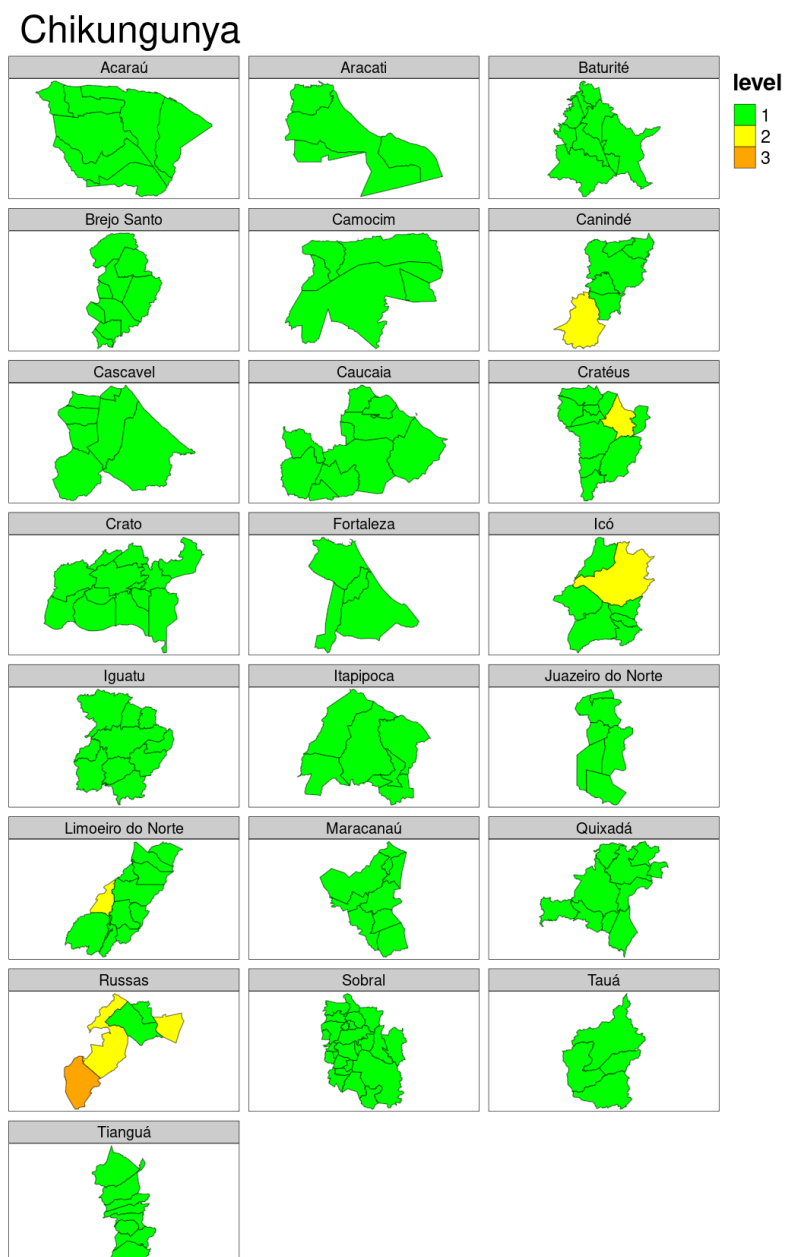 Chikungunya
Acaraú
Aracati
Baturité
level
1
2
3
Brejo Santo
Camocim
Canindé
Cascavel
Caucaia
Cratéus
Crato
Fortaleza
Icó
Iguatu
Itapipoca
Juazeiro do Norte
Limoeiro do Norte
Maracanaú
Quixadá
Russas
Sobral
Tauá
Tianguá